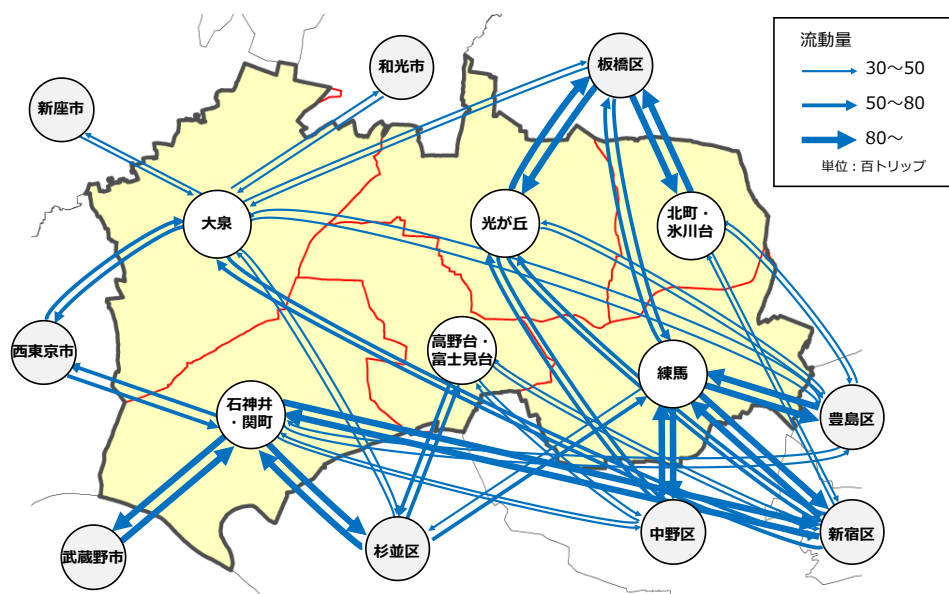 流動量
30～50
50～80
80～
単位：百トリップ
板橋区
和光市
新座市
大泉
光が丘
北町・
氷川台
西東京市
高野台・
富士見台
練馬
石神井
・関町
豊島区
武蔵野市
杉並区
中野区
新宿区